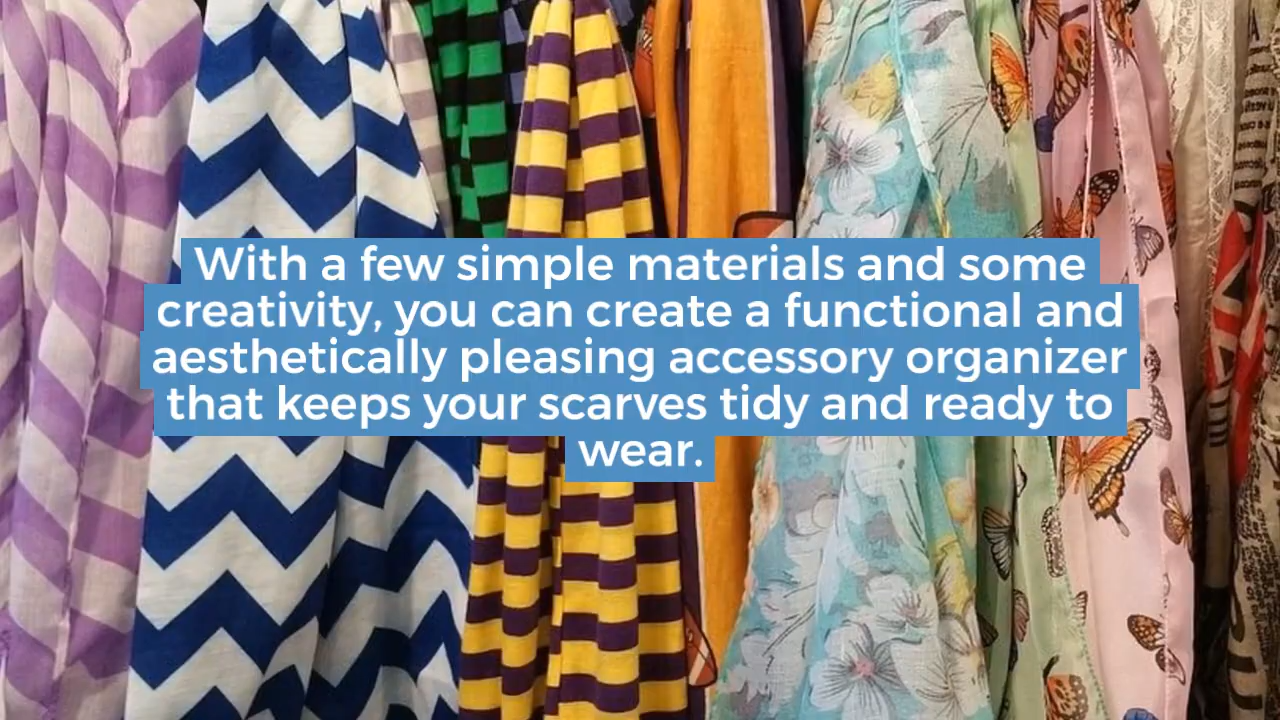 With a few simple materials and some
creativity, you can create a functional and
aesthetically pleasing accessory organizer
that keeps your scarves tidy and ready to
wear.